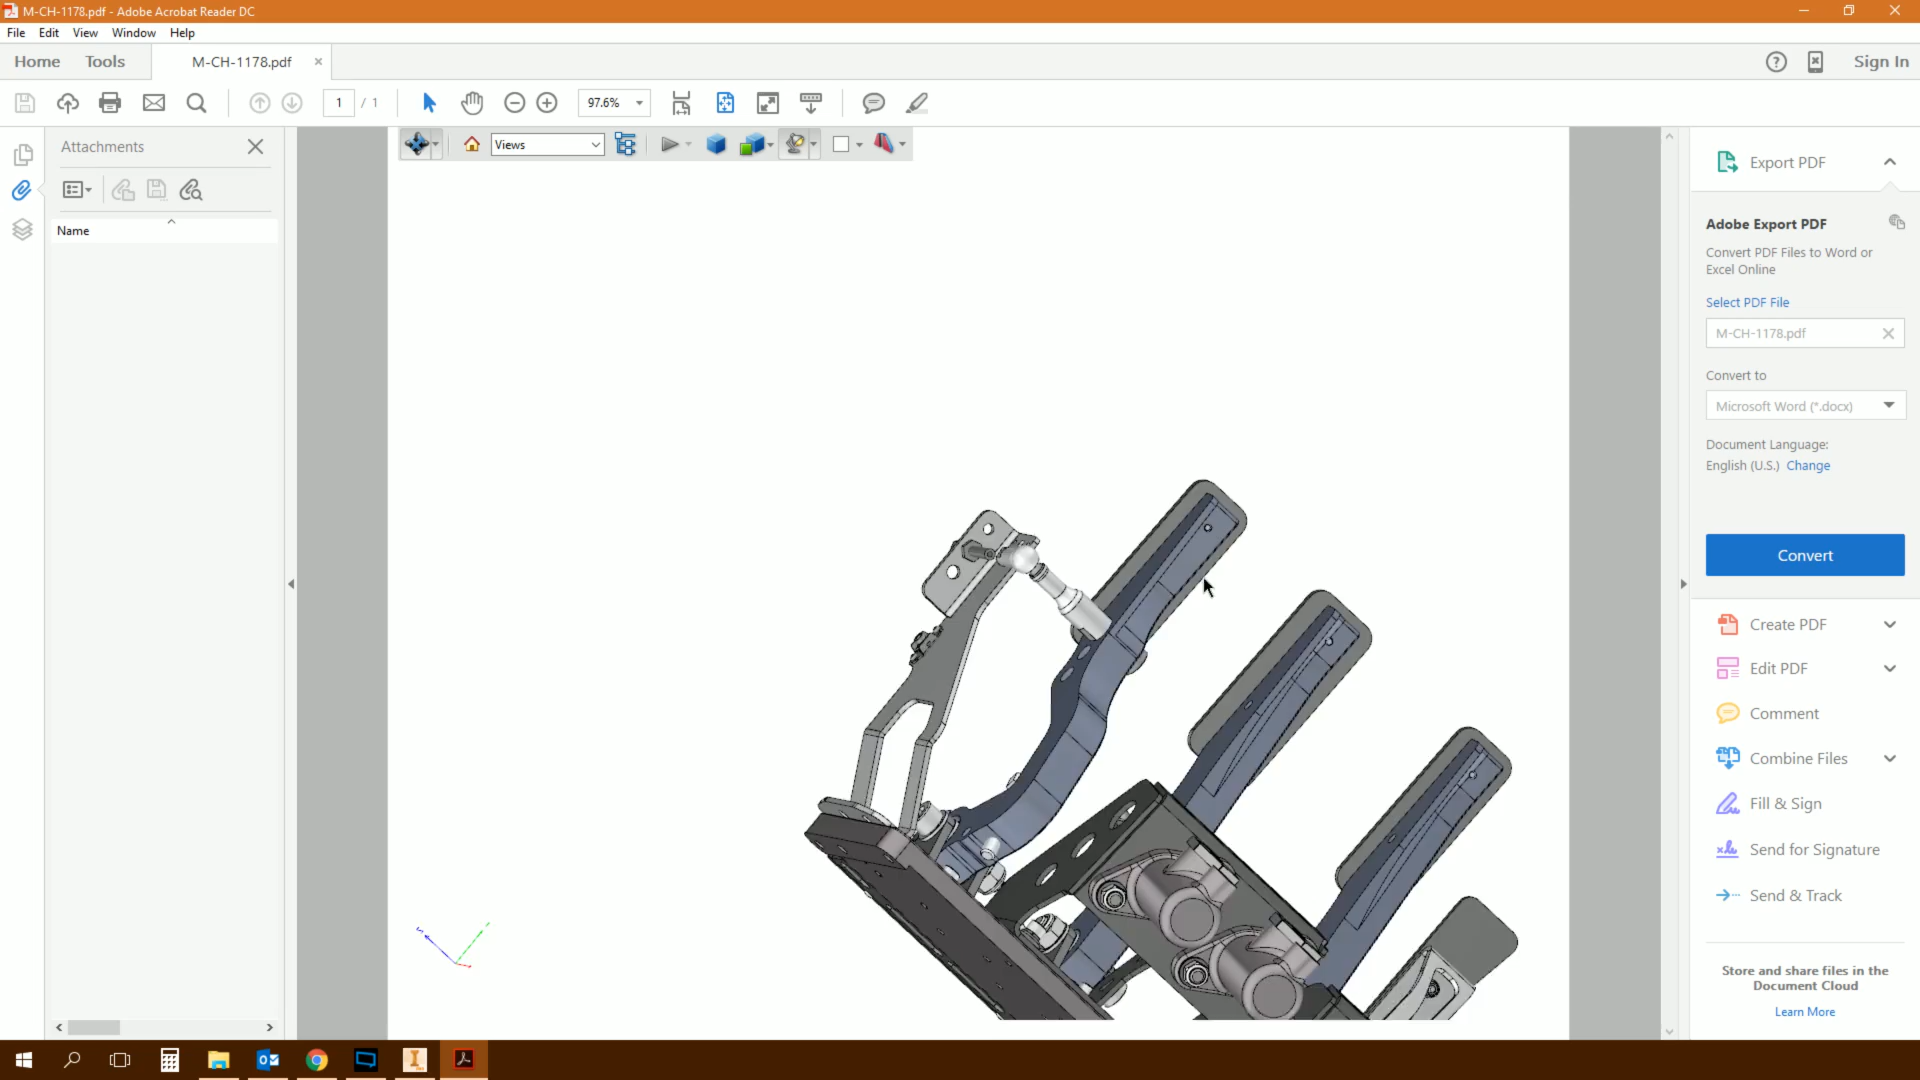 M-CH-1178.pdf - Adobe Acrobat Reader DC
File Edit View Window Help
Home Tools M-CH-1178.pdf Sign In
1 / 1 97.6%
Attachments
Views
Name
Export PDF
Adobe Export PDF
Convert PDF Files to Word or
Excel Online
Select PDF File
M-CH-1178.pdf
Convert to
Microsoft Word (*.docx)
Document Language:
English (U.S.) Change
Convert
Create PDF
Edit PDF
Comment
Combine Files
Fill & Sign
Send for Signature
Send & Track
Store and share files in the
Document Cloud
Learn More